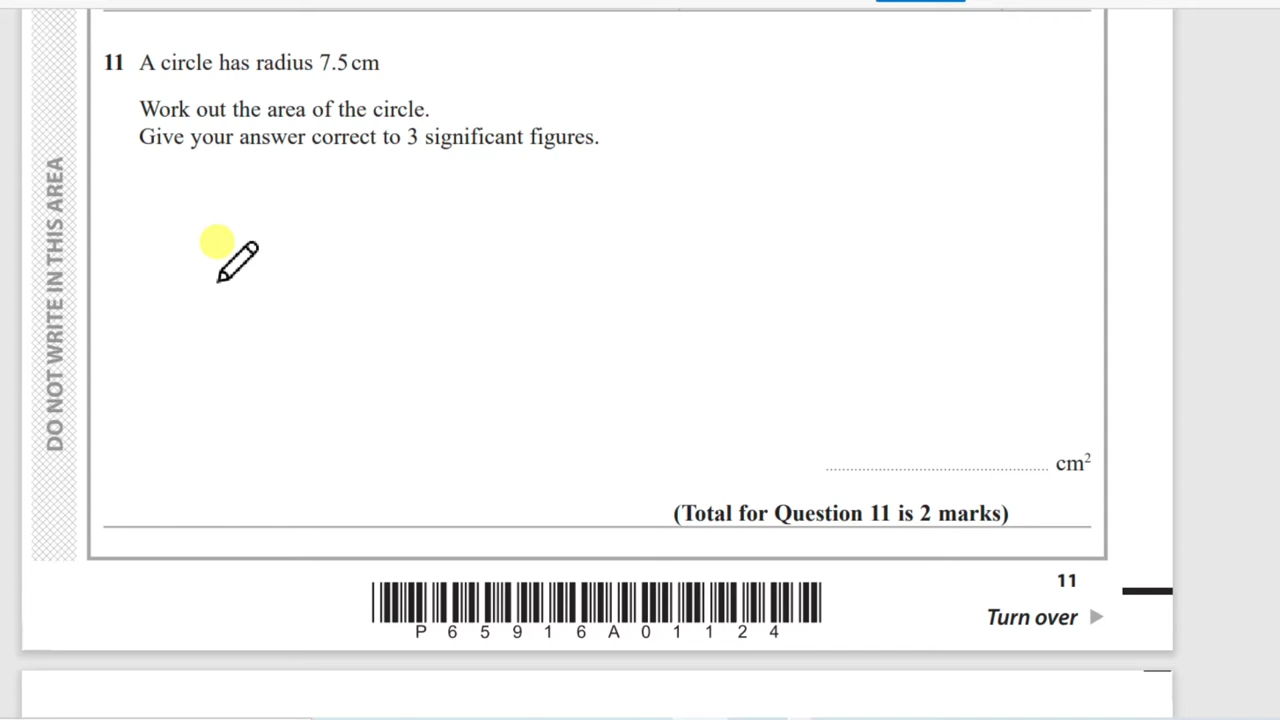 11 A circle has radius 7.5 cm
Work out the area of the circle.
Give your answer correct to 3 significant figures.
DO NOT WRITE IN THIS AREA
.......................................... cm²
(Total for Question 11 is 2 marks)
11
P 6 5 9 1 6 A 0 1 1 2 4
Turn over